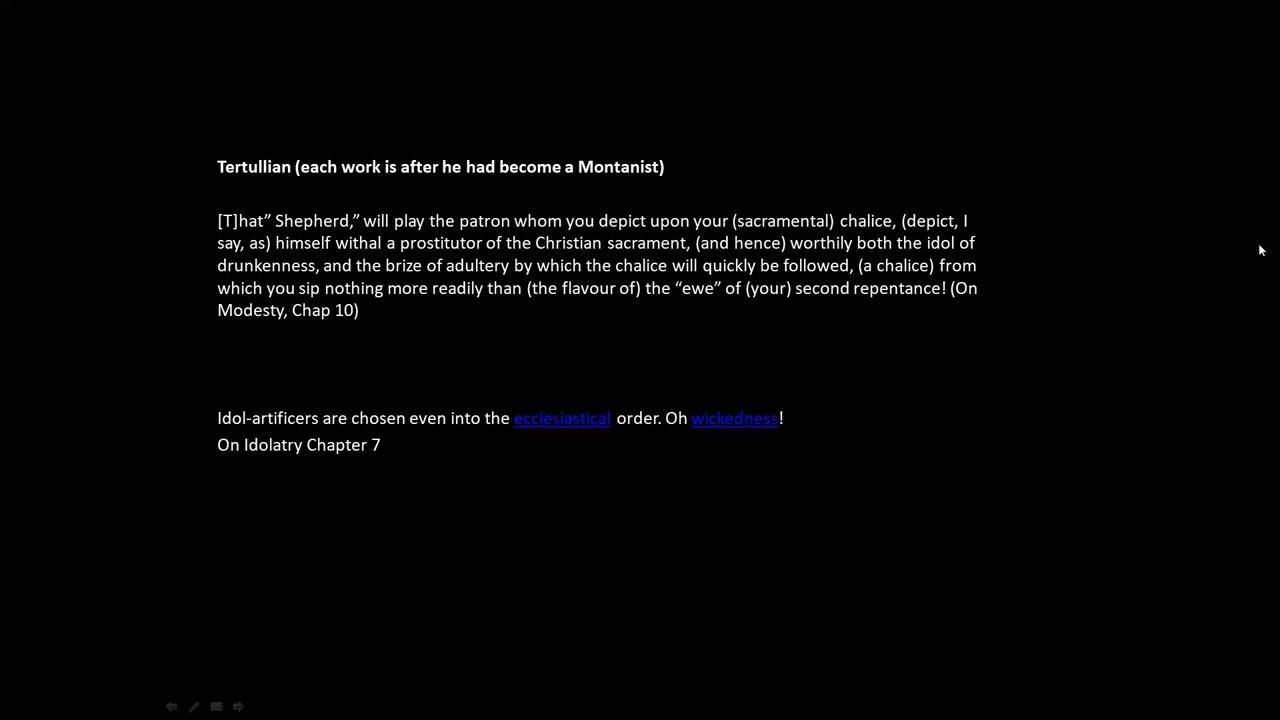 Tertullian (each work is after he had become a Montanist)
[T]hat” Shepherd,” will play the patron whom you depict upon your (sacramental) chalice, (depict, I
say, as) himself withal a prostitutor of the Christian sacrament, (and hence) worthily both the idol of
drunkenness, and the brize of adultery by which the chalice will quickly be followed, (a chalice) from
which you sip nothing more readily than (the flavour of) the “ewe” of (your) second repentance! (On
Modesty, Chap 10)
Idol-artificers are chosen even into the ecclesiastical order. Oh wickedness!
On Idolatry Chapter 7